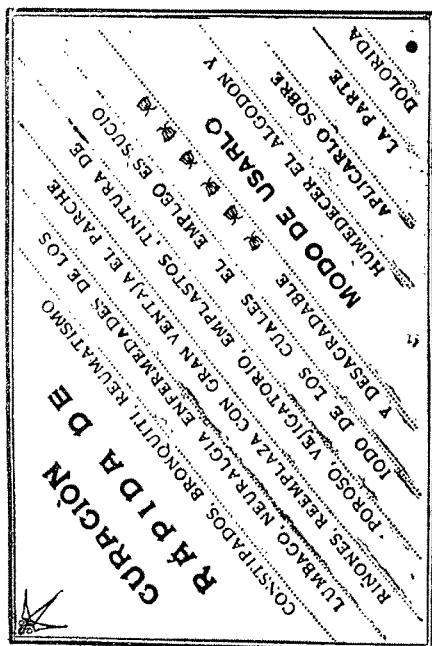 CURACIÒN
RÁPIDA DE
CONSTIPADOS BRONQUITI, REUMATISMO
LUMBAGO, NEURALGIA ENFERMEDADES DE LOS
RIÑONES REEMPLAZA CON GRAN VENTAJA EL PARCHE
POROSO, VEJIGATORIO, EMPLASTOS, TINTURA DE
IODO DE LOS CUALES EL EMPLEO ES SUCIO
Y DESAGRADABLE
MODO DE USARLO
HUMEDECER EL ALGODON Y
APLICARLO SOBRE
LA PARTE
DOLORIDA